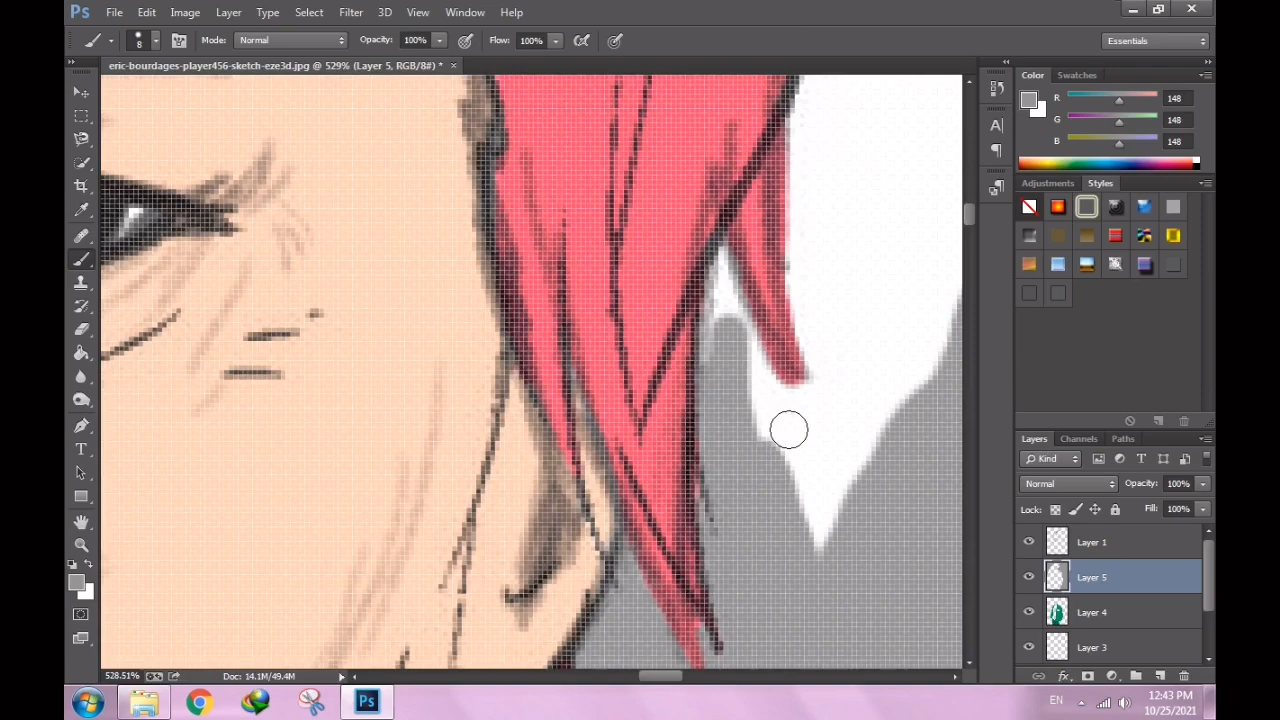 Ps File Edit Image Layer Type Select Filter 3D View Window Help
8 Mode: Normal Opacity: 100% Flow: 100% Essentials
eric-bourdages-player456-sketch-eze3d.jpg @ 529% (Layer 5, RGB/8#) * ×
Color Swatches
R 148
G 148
B 148
Adjustments Styles
Layers Channels Paths
Kind
Normal Opacity: 100%
Lock: Fill: 100%
Layer 1
Layer 5
Layer 4
Layer 3
528.51% Doc: 14.1M/49.4M
Ps EN 12:43 PM
10/25/2021